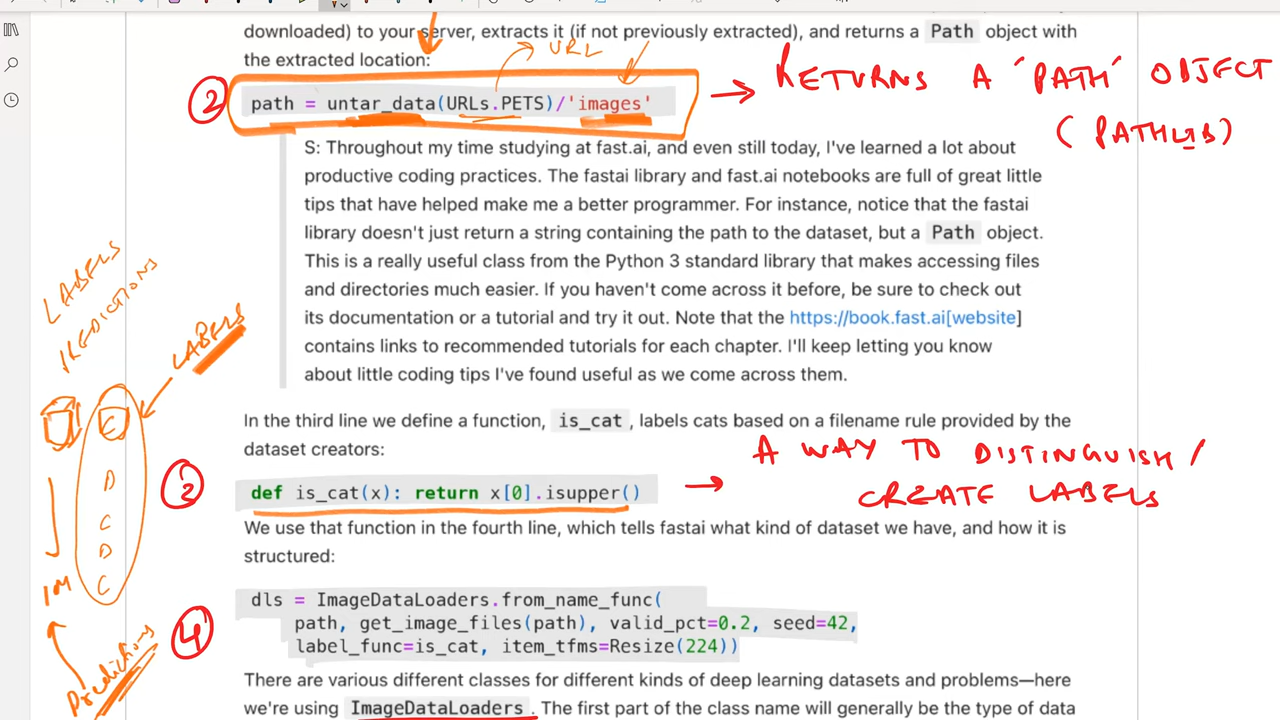 downloaded) to your server, extracts it (if not previously extracted), and returns a Path object with
the extracted location:
URL
② path = untar_data(URLs.PETS)/'images'
→ RETURNS A 'PATH' OBJECT
(PATHLIB)
S: Throughout my time studying at fast.ai, and even still today, I've learned a lot about
productive coding practices. The fastai library and fast.ai notebooks are full of great little
tips that have helped make me a better programmer. For instance, notice that the fastai
library doesn't just return a string containing the path to the dataset, but a Path object.
This is a really useful class from the Python 3 standard library that makes accessing files
and directories much easier. If you haven't come across it before, be sure to check out
its documentation or a tutorial and try it out. Note that the https://book.fast.ai[website]
contains links to recommended tutorials for each chapter. I'll keep letting you know
about little coding tips I've found useful as we come across them.
LABELS
PREDICTIONS
LABELS
C
D
C
D
C
IM
Predictions
In the third line we define a function, is_cat, labels cats based on a filename rule provided by the
dataset creators:
② def is_cat(x): return x[0].isupper()
→ A WAY TO DISTINGUISH/
CREATE LABELS
We use that function in the fourth line, which tells fastai what kind of dataset we have, and how it is
structured:
④ dls = ImageDataLoaders.from_name_func(
path, get_image_files(path), valid_pct=0.2, seed=42,
label_func=is_cat, item_tfms=Resize(224))
There are various different classes for different kinds of deep learning datasets and problems—here
we're using ImageDataLoaders. The first part of the class name will generally be the type of data